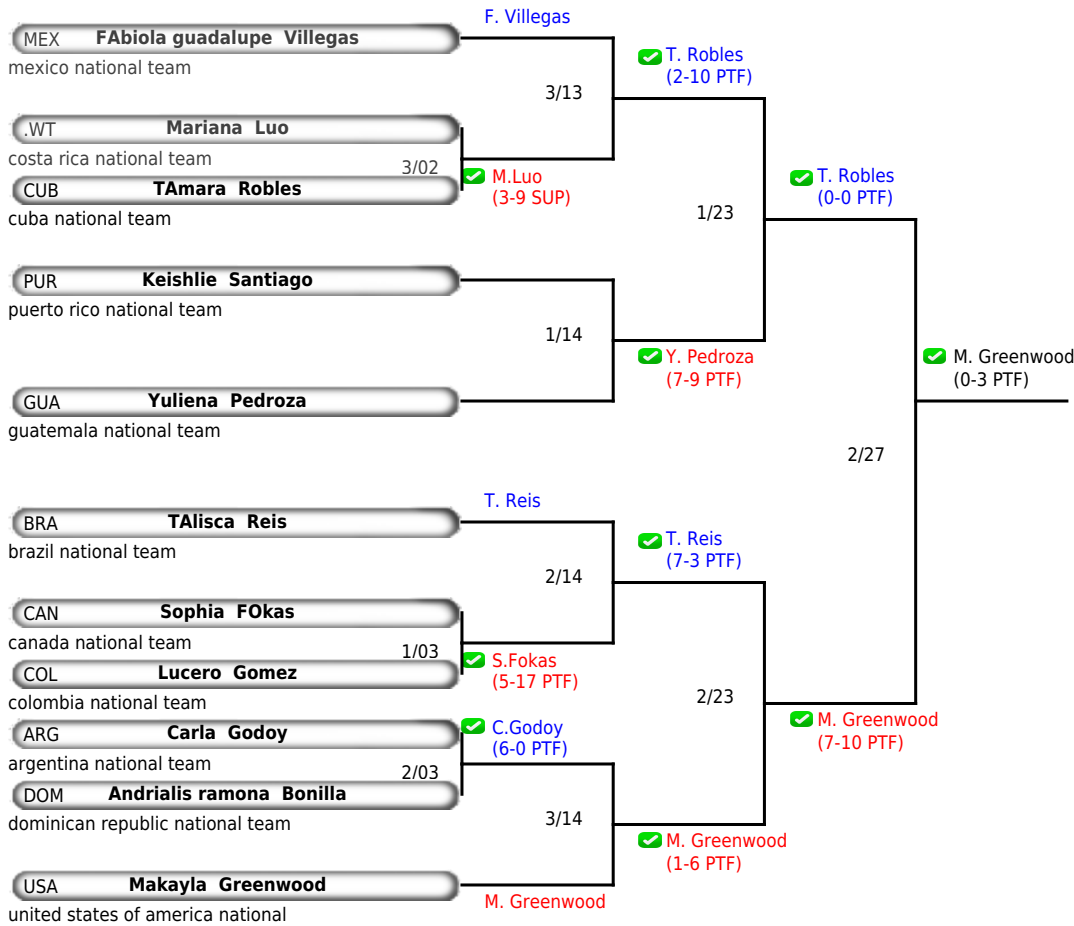 F. Villegas
MEX FAbiola guadalupe Villegas
mexico national team
T. Robles
(2-10 PTF)
3/13
.WT Mariana Luo
costa rica national team
3/02
M.Luo
(3-9 SUP)
CUB TAmara Robles
cuba national team
T. Robles
(0-0 PTF)
1/23
PUR Keishlie Santiago
puerto rico national team
1/14
Y. Pedroza
(7-9 PTF)
M. Greenwood
(0-3 PTF)
GUA Yuliena Pedroza
guatemala national team
2/27
T. Reis
BRA TAlisca Reis
brazil national team
T. Reis
(7-3 PTF)
2/14
CAN Sophia FOkas
canada national team
1/03
S.Fokas
(5-17 PTF)
COL Lucero Gomez
colombia national team
2/23
M. Greenwood
(7-10 PTF)
ARG Carla Godoy
argentina national team
C.Godoy
(6-0 PTF)
2/03
DOM Andrialis ramona Bonilla
dominican republic national team
3/14
M. Greenwood
(1-6 PTF)
USA Makayla Greenwood
united states of america national
M. Greenwood